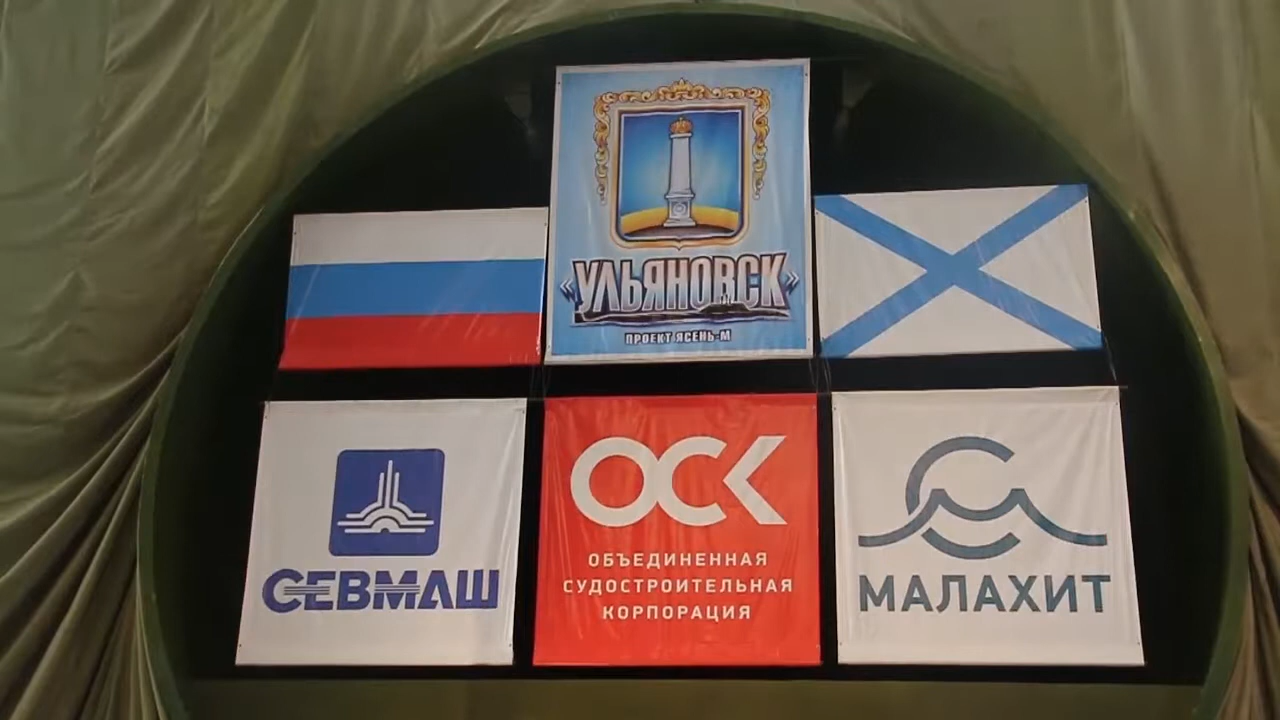 «УЛЬЯНОВСК»
ПРОЕКТ ЯСЕНЬ-М
СЕВМАШ
ОСК
ОБЪЕДИНЕННАЯ
СУДОСТРОИТЕЛЬНАЯ
КОРПОРАЦИЯ
МАЛАХИТ